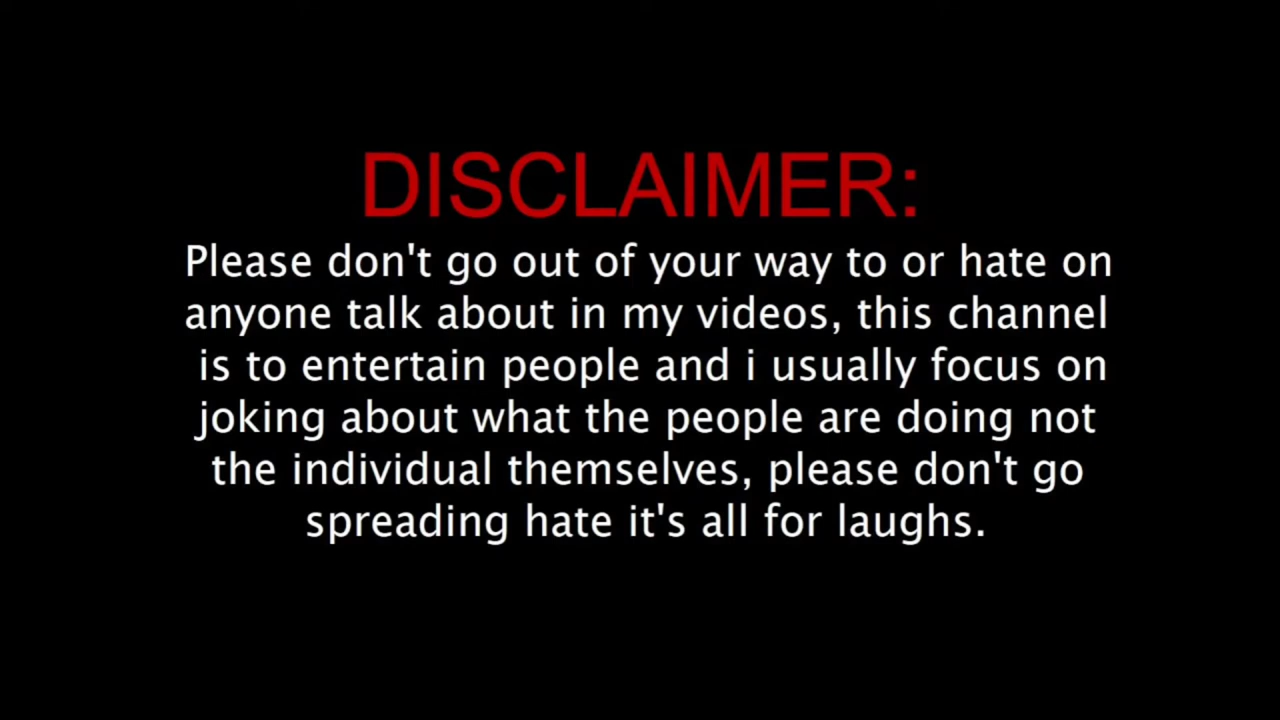 DISCLAIMER:
Please don't go out of your way to or hate on
anyone talk about in my videos, this channel
is to entertain people and i usually focus on
joking about what the people are doing not
the individual themselves, please don't go
spreading hate it's all for laughs.